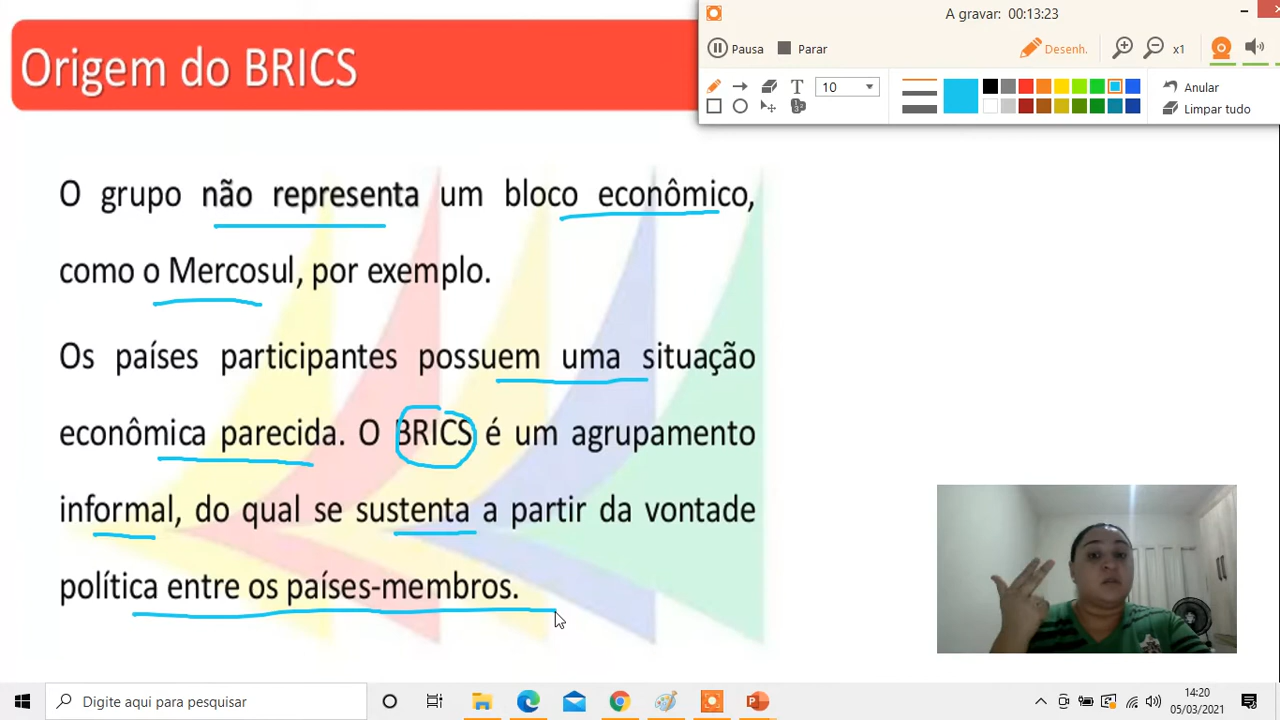 Origem do BRICS
A gravar: 00:13:23
Pausa
Parar
Desenh.
x1
T
10
Anular
Limpar tudo
O grupo não representa um bloco econômico,
como o Mercosul, por exemplo.
Os países participantes possuem uma situação
econômica parecida. O BRICS é um agrupamento
informal, do qual se sustenta a partir da vontade
política entre os países-membros.
Digite aqui para pesquisar
14:20
05/03/2021